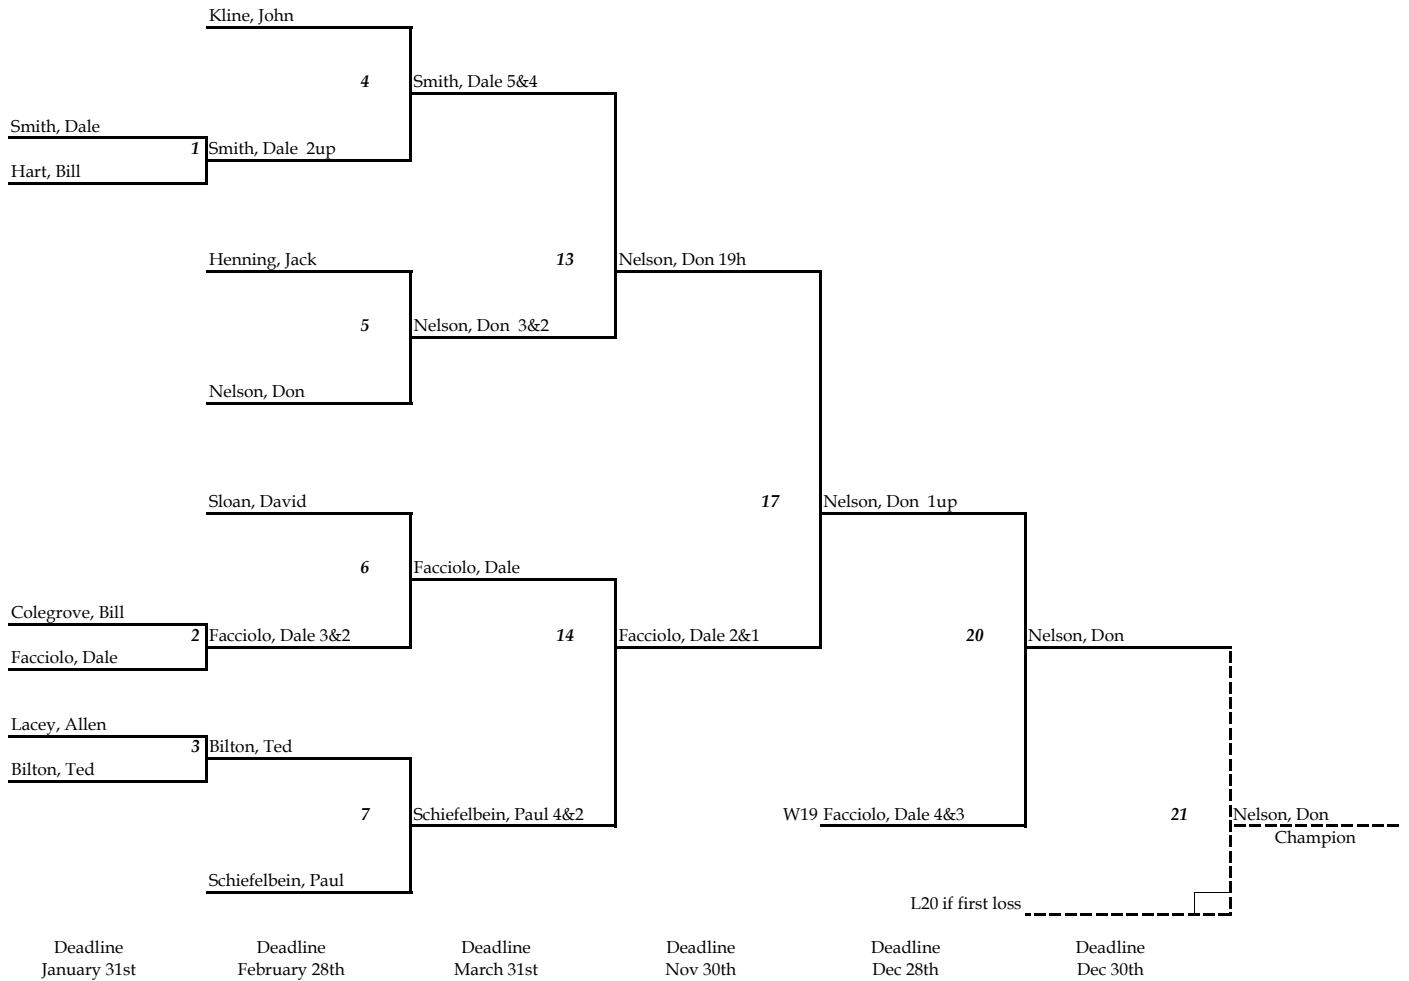 Kline, John
4 Smith, Dale 5&4
Smith, Dale
1 Smith, Dale  2up
Hart, Bill
Henning, Jack
13 Nelson, Don 19h
5 Nelson, Don  3&2
Nelson, Don
Sloan, David
17 Nelson, Don  1up
6 Facciolo, Dale
Colegrove, Bill
2 Facciolo, Dale 3&2
14 Facciolo, Dale 2&1
20 Nelson, Don
Facciolo, Dale
Lacey, Allen
3 Bilton, Ted
Bilton, Ted
7 Schiefelbein, Paul 4&2
W19 Facciolo, Dale 4&3
21 Nelson, Don
Champion
Schiefelbein, Paul
L20 if first loss
Deadline Deadline Deadline Deadline Deadline Deadline
January 31st February 28th March 31st Nov 30th Dec 28th Dec 30th